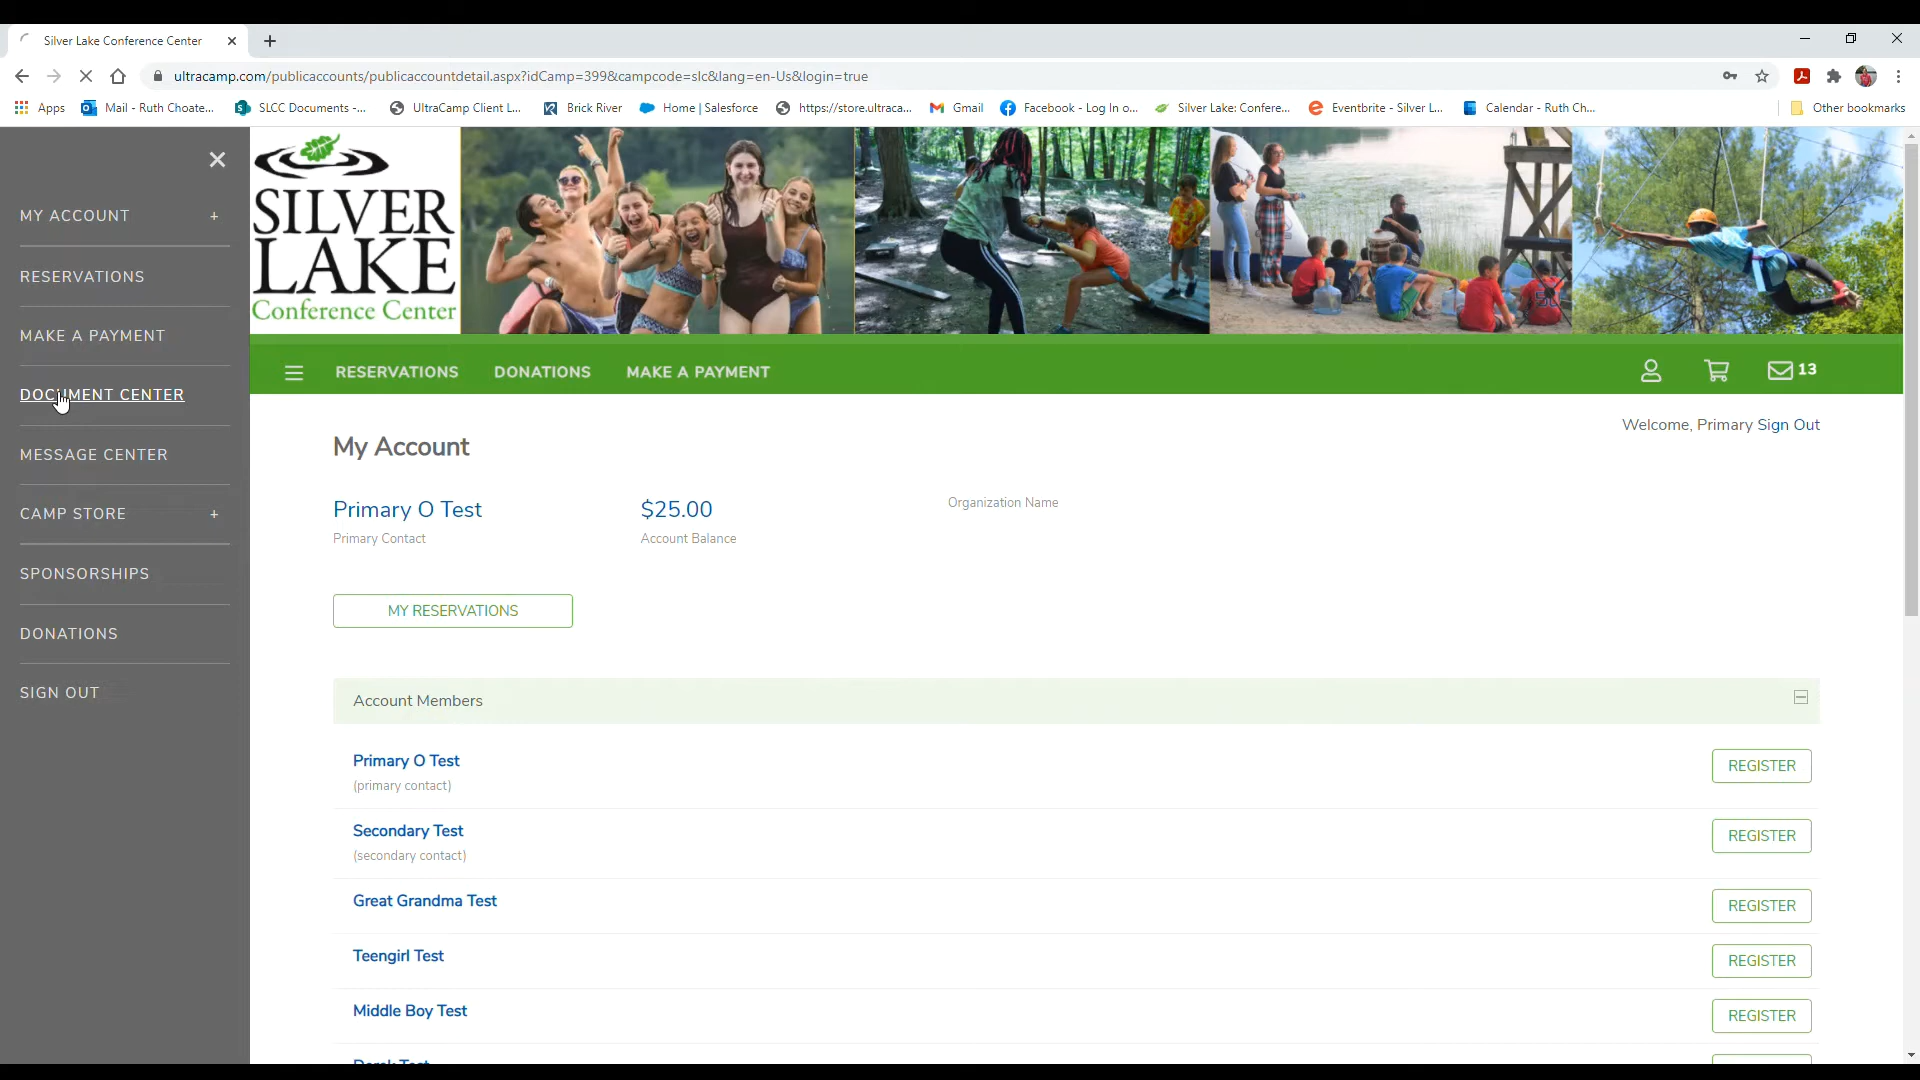 Silver Lake Conference Center
ultracamp.com/publicaccounts/publicaccountdetail.aspx?idCamp=399&campcode=slc&lang=en-Us&login=true
Apps Mail - Ruth Choate... SLCC Documents -... UltraCamp Client L... Brick River Home | Salesforce https://store.ultraca... Gmail Facebook - Log In o... Silver Lake: Confere... Eventbrite - Silver L... Calendar - Ruth Ch... Other bookmarks
MY ACCOUNT +
RESERVATIONS
MAKE A PAYMENT
DOCUMENT CENTER
MESSAGE CENTER
CAMP STORE +
SPONSORSHIPS
DONATIONS
SIGN OUT
SILVER
LAKE
Conference Center
RESERVATIONS DONATIONS MAKE A PAYMENT 13
Welcome, Primary Sign Out
My Account
Primary O Test $25.00 Organization Name
Primary Contact Account Balance
MY RESERVATIONS
Account Members
Primary O Test REGISTER
(primary contact)
Secondary Test REGISTER
(secondary contact)
Great Grandma Test REGISTER
Teengirl Test REGISTER
Middle Boy Test REGISTER